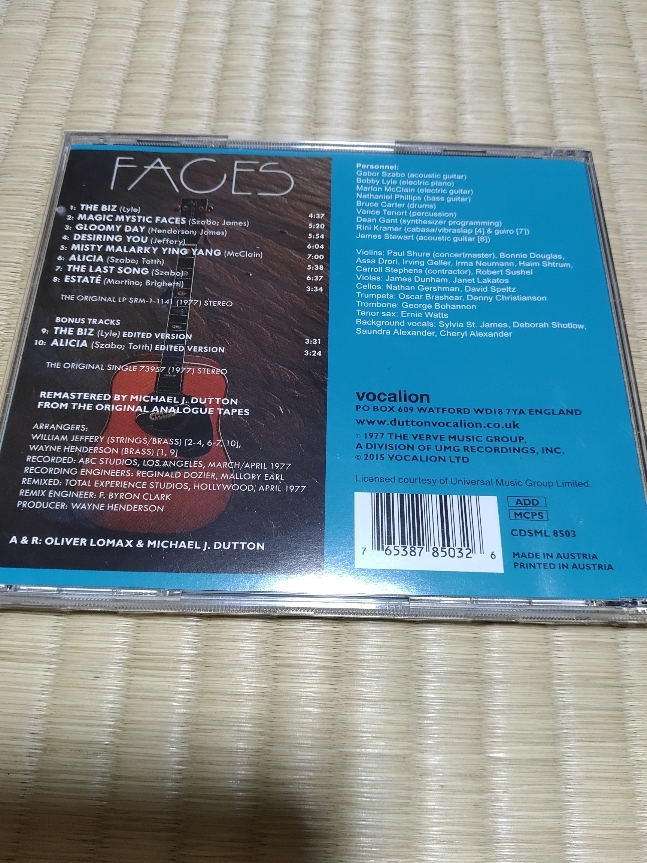 FACES
1: THE BIZ (Lyle) 4:37
2: MAGIC MYSTIC FACES (Szabo; James) 5:20
3: GLOOMY DAY (Henderson; James) 5:54
4: DESIRING YOU (Jeffery) 6:04
5: MISTY MALARKY YING YANG (McClain) 7:00
6: ALICIA (Szabo; Totth) 5:38
7: THE LAST SONG (Szabo) 6:37
8: ESTATÉ (Martino; Brighetti) 3:34
THE ORIGINAL LP SRM-1-1141 (1977) STEREO
BONUS TRACKS
9: THE BIZ (Lyle) EDITED VERSION 3:31
10: ALICIA (Szabo; Totth) EDITED VERSION 3:24
THE ORIGINAL SINGLE 73957 (1977) STEREO
REMASTERED BY MICHAEL J. DUTTON
FROM THE ORIGINAL ANALOGUE TAPES
ARRANGERS:
WILLIAM JEFFERY (STRINGS/BRASS) [2-4, 6-7, 10],
WAYNE HENDERSON (BRASS) [1, 9]
RECORDED: ABC STUDIOS, LOS ANGELES, MARCH/APRIL 1977
RECORDING ENGINEERS: REGINALD DOZIER, MALLORY EARL
REMIXED: TOTAL EXPERIENCE STUDIOS, HOLLYWOOD, APRIL 1977
REMIX ENGINEER: F. BYRON CLARK
PRODUCER: WAYNE HENDERSON
A & R: OLIVER LOMAX & MICHAEL J. DUTTON
Personnel:
Gabor Szabo (acoustic guitar)
Bobby Lyle (electric piano)
Marlon McClain (electric guitar)
Nathaniel Phillips (bass guitar)
Bruce Carter (drums)
Vance Tenort (percussion)
Dean Gant (synthesizer programming)
Rini Kramer (cabasa/vibraslap [4] & guiro [7])
James Stewart (acoustic guitar [8])
Violins: Paul Shure (concertmaster), Bonnie Douglas,
Assa Drori, Irving Geller, Irma Neumann, Haim Shtrum,
Carroll Stephens (contractor), Robert Sushel
Violas: James Dunham, Janet Lakatos
Cellos: Nathan Gershman, David Speltz
Trumpets: Oscar Brashear, Denny Christianson
Trombone: George Bohannon
Tenor sax: Ernie Watts
Background vocals: Sylvia St. James, Deborah Shotlow,
Saundra Alexander, Cheryl Alexander
vocalion
PO BOX 609 WATFORD WD18 7YA ENGLAND
www.duttonvocalion.co.uk
℗ 1977 THE VERVE MUSIC GROUP,
A DIVISION OF UMG RECORDINGS, INC.
© 2015 VOCALION LTD
Licensed courtesy of Universal Music Group Limited.
7 65387 85032 6
ADD
MCPS
CDSML 8503
MADE IN AUSTRIA
PRINTED IN AUSTRIA